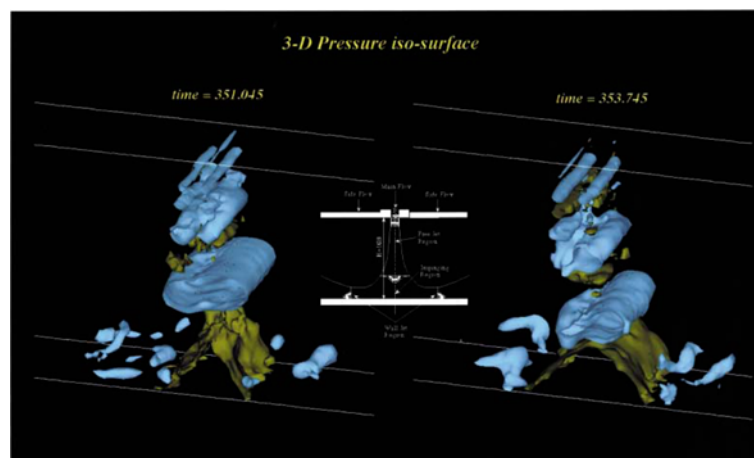 3-D Pressure iso-surface
time = 351.045
time = 353.745
Side Flow
Main Flow
Side Flow
Free Jet
Region
Impinging
Region
Wall Jet
Region